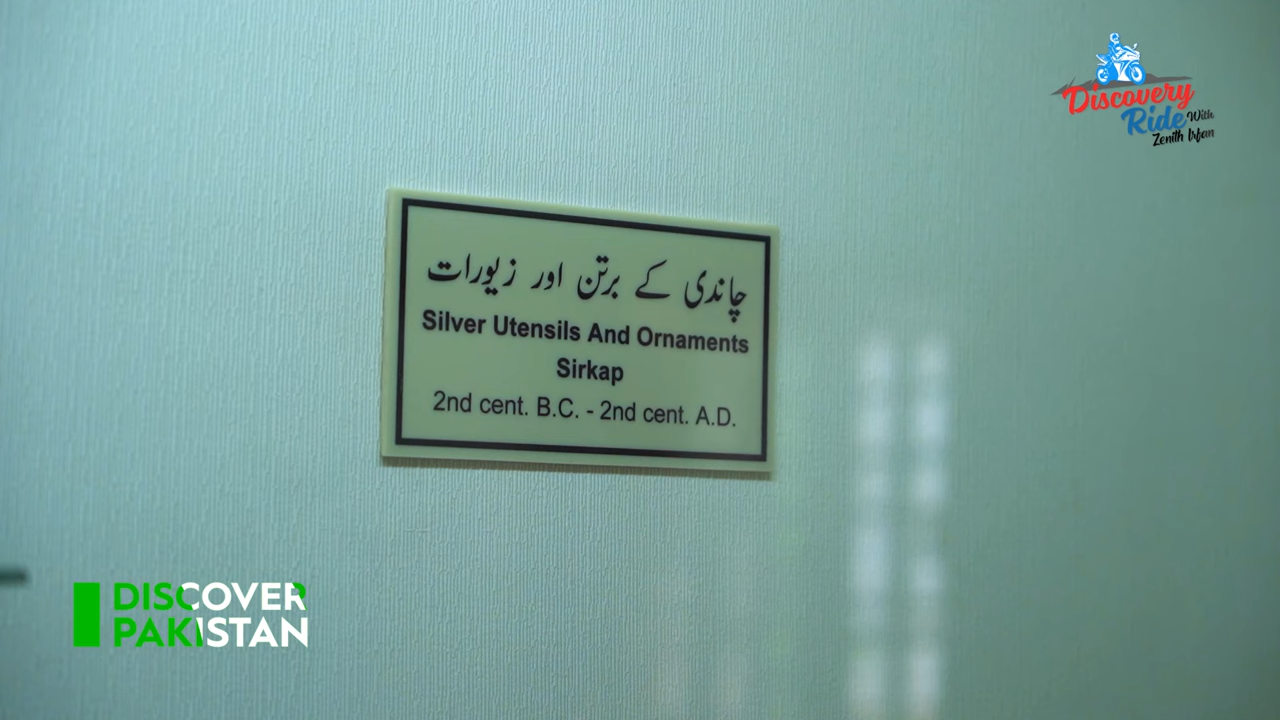 Discovery
Ride With
Zenith Irfan
چاندی کے برتن اور زیورات
Silver Utensils And Ornaments
Sirkap
2nd cent. B.C. - 2nd cent. A.D.
DISCOVER
PAKISTAN